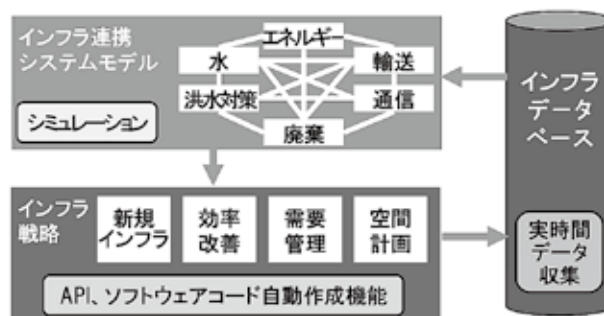 インフラ連携
システムモデル
エネルギー
水
輸送
洪水対策
通信
廃棄
シミュレーション
インフラ
データ
ベース
実時間
データ
収集
インフラ
戦略
新規
インフラ
効率
改善
需要
管理
空間
計画
API、ソフトウェアコード自動作成機能